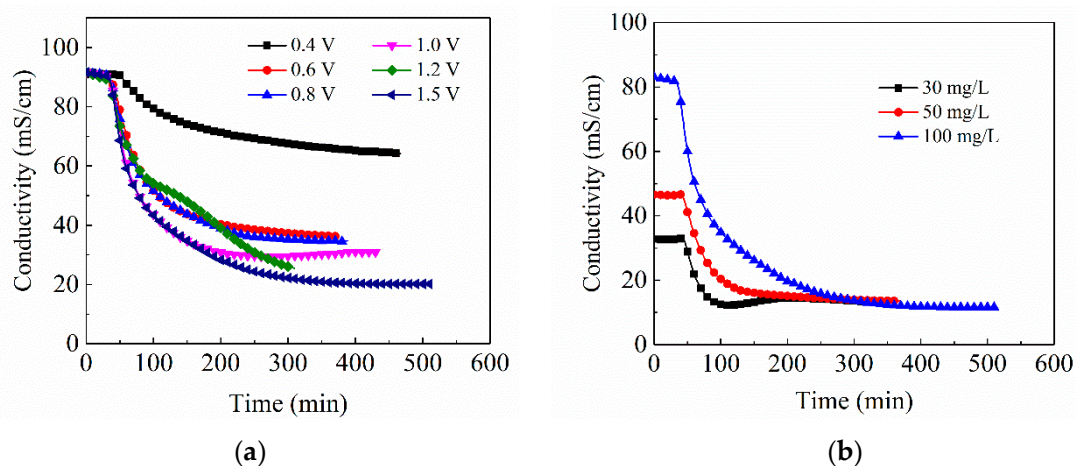 100
80
60
40
20
0
0 100 200 300 400 500 600
Conductivity (mS/cm)
Time (min)
0.4 V 1.0 V
0.6 V 1.2 V
0.8 V 1.5 V
(a)
100
80
60
40
20
0
0 100 200 300 400 500 600
Conductivity (mS/cm)
Time (min)
30 mg/L
50 mg/L
100 mg/L
(b)